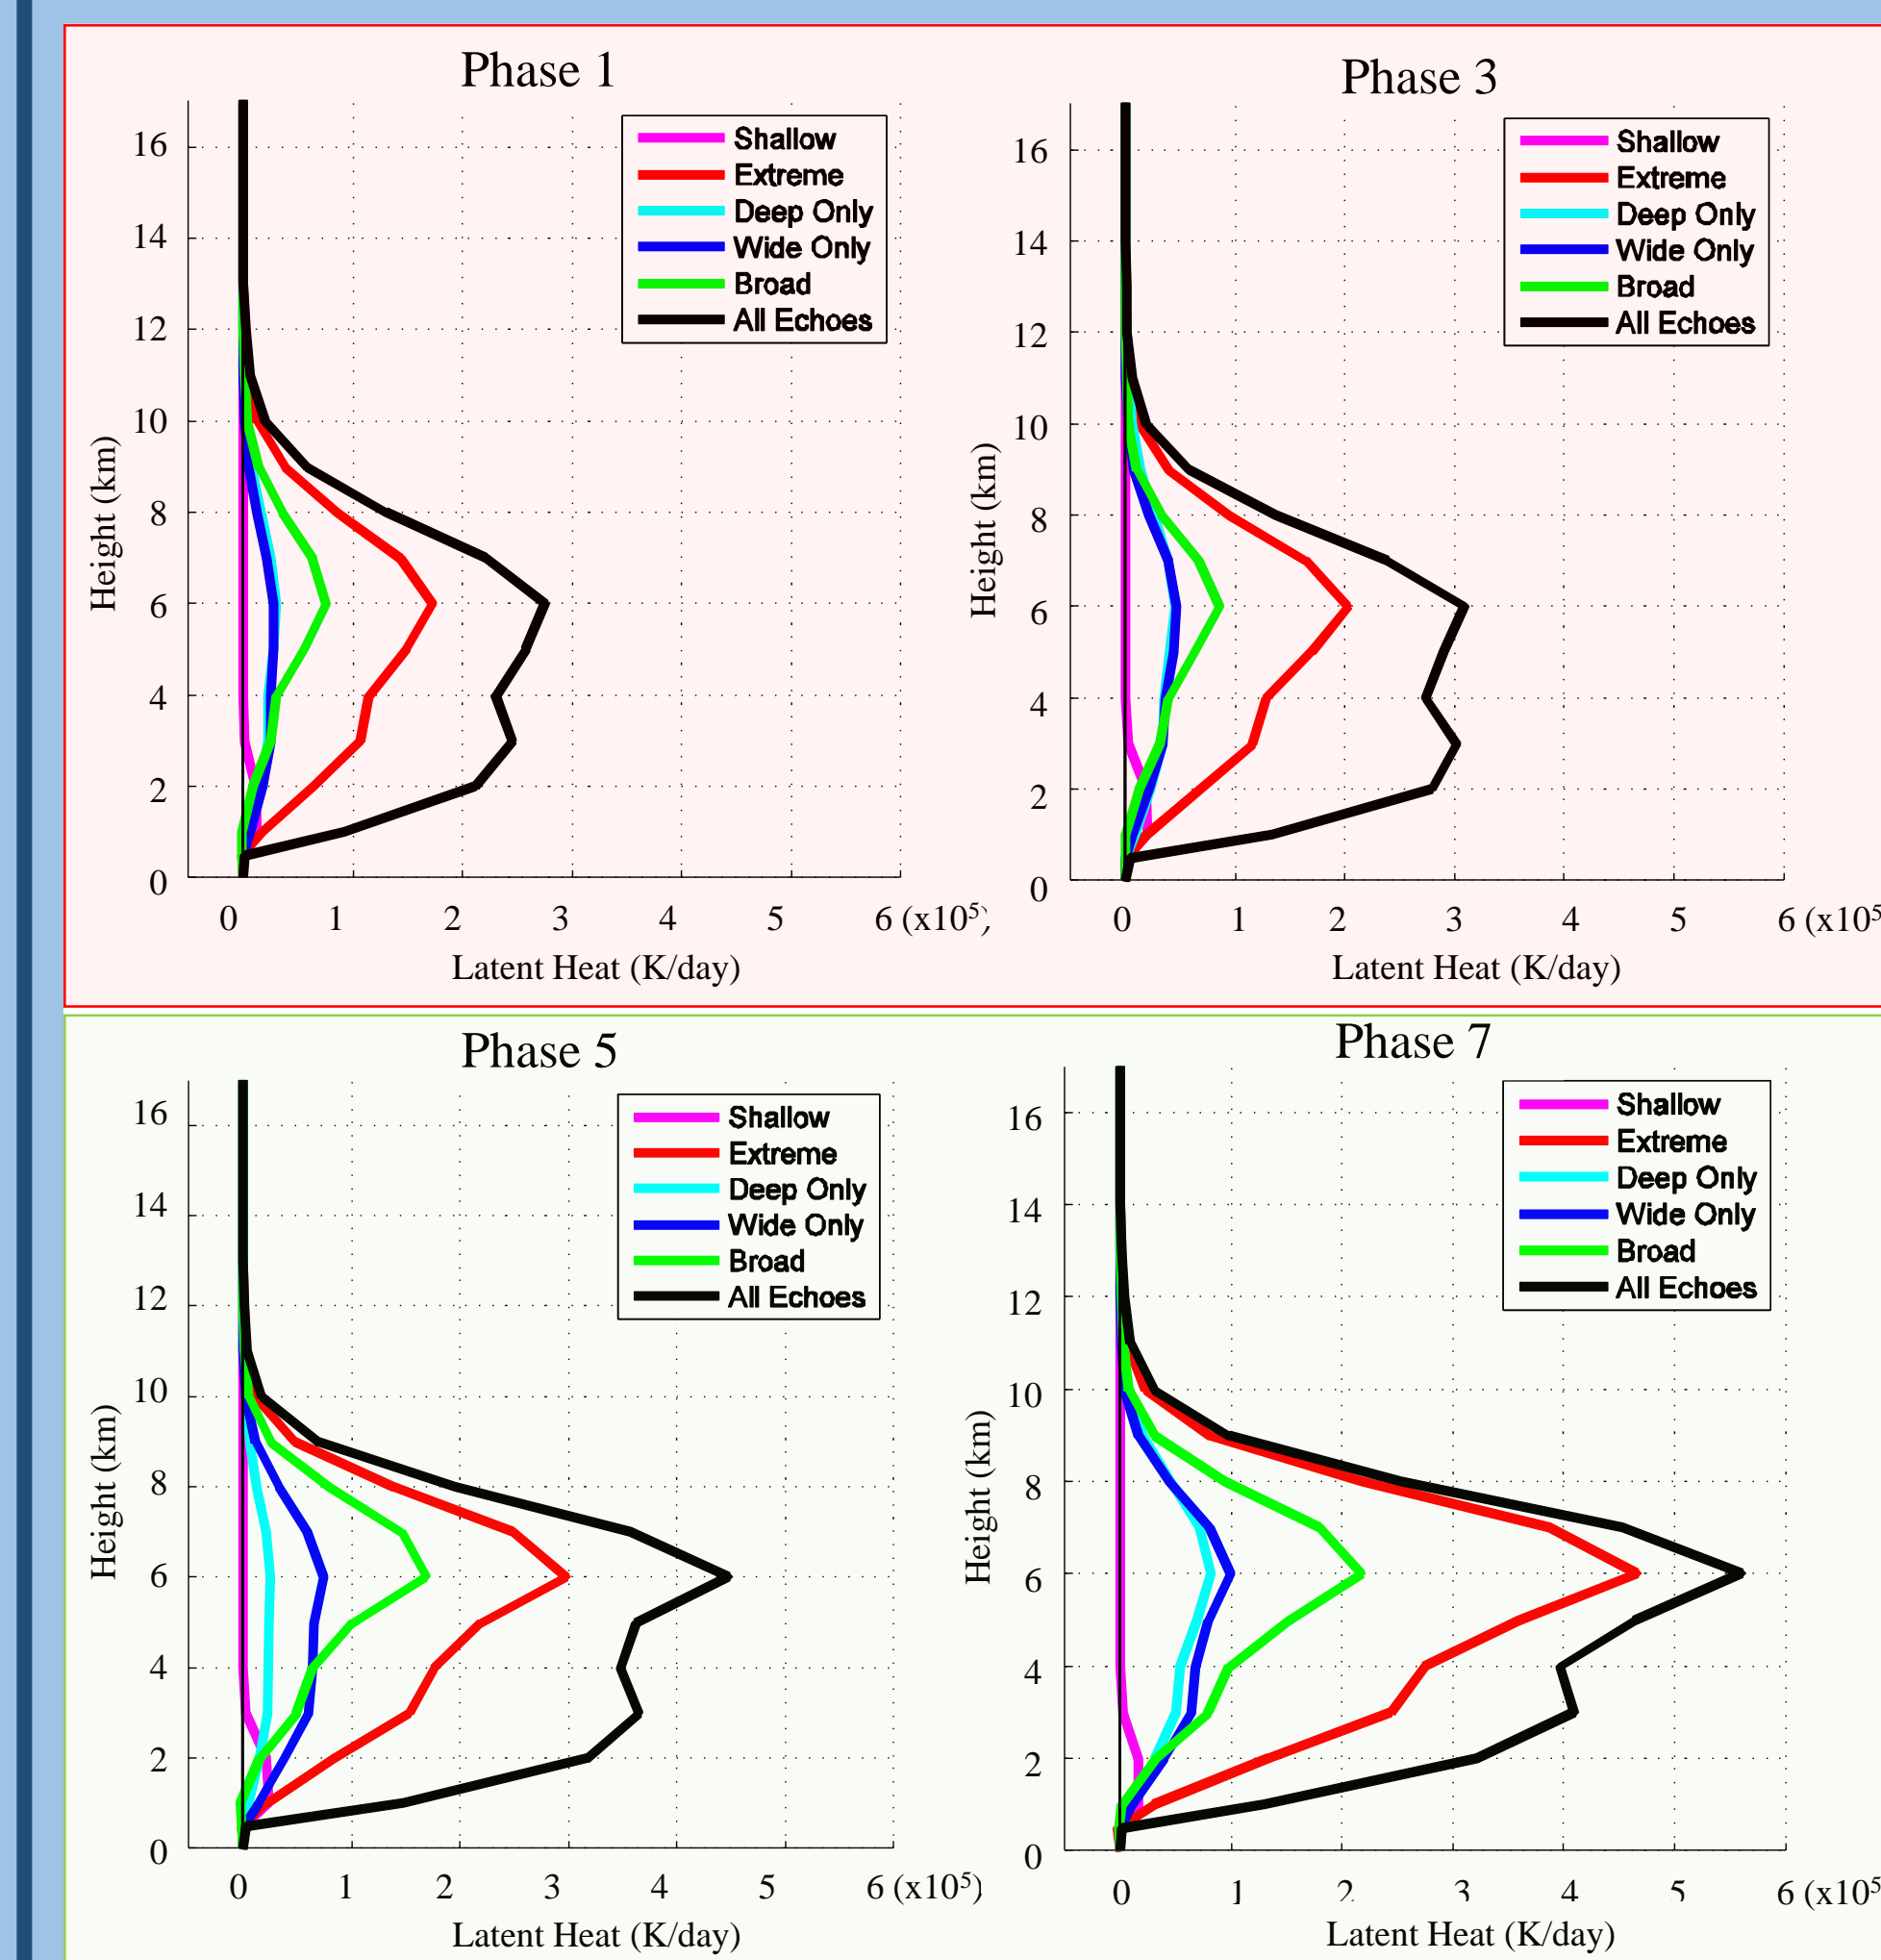 Phase 1
16
14
12
10
8
6
4
2
0
Height (km)
Shallow
Extreme
Deep Only
Wide Only
Broad
All Echoes
0 1 2 3 4 5 6 (x10⁵)
Latent Heat (K/day)
Phase 3
16
14
12
10
8
6
4
2
0
Height (km)
Shallow
Extreme
Deep Only
Wide Only
Broad
All Echoes
0 1 2 3 4 5 6 (x10⁵
Latent Heat (K/day)
Phase 5
16
14
12
10
8
6
4
2
0
Height (km)
Shallow
Extreme
Deep Only
Wide Only
Broad
All Echoes
0 1 2 3 4 5 6 (x10⁵)
Latent Heat (K/day)
Phase 7
16
14
12
10
8
6
4
2
0
Height (km)
Shallow
Extreme
Deep Only
Wide Only
Broad
All Echoes
0 1 2 3 4 5 6 (x10⁵
Latent Heat (K/day)